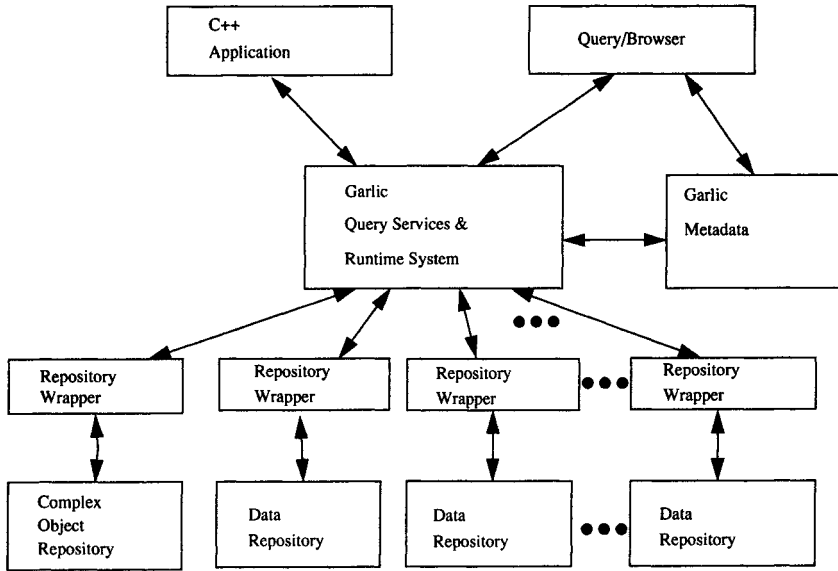 C++
Application
Query/Browser
Garlic
Query Services &
Runtime System
Garlic
Metadata
Repository
Wrapper
Repository
Wrapper
Repository
Wrapper
Repository
Wrapper
Complex
Object
Repository
Data
Repository
Data
Repository
Data
Repository